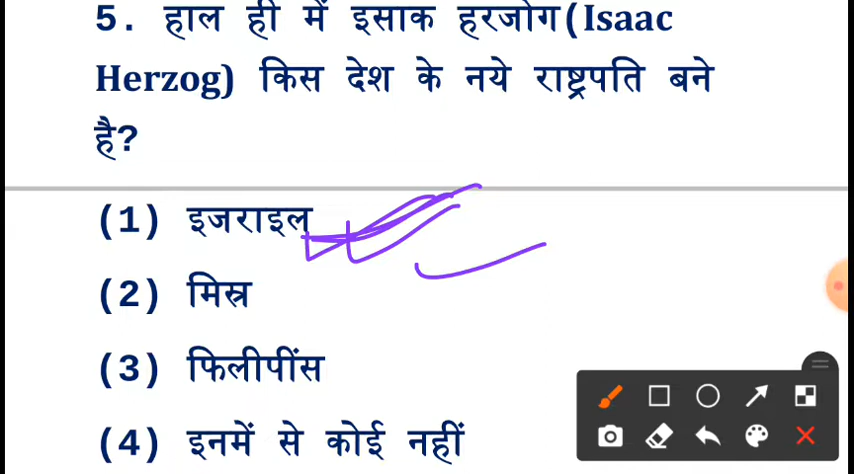 5. हाल ही में इसाक हरजोग(Isaac
Herzog) किस देश के नये राष्ट्रपति बने
है?
(1) इजराइल
(2) मिस्र
(3) फिलीपींस
(4) इनमें से कोई नहीं